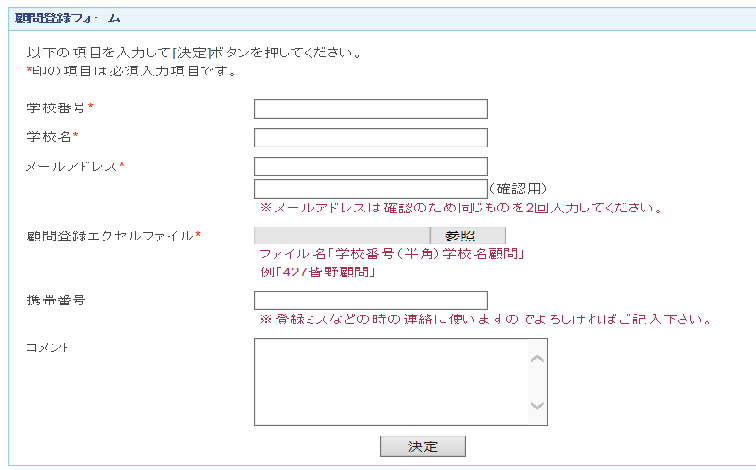 顧問登録フォーム
以下の項目を入力して[決定]ボタンを押してください。
*印の項目は必須入力項目です。
学校番号*
学校名*
メールアドレス*
(確認用)
※メールアドレスは確認のため同じものを2回入力してください。
顧問登録エクセルファイル*
参照
ファイル名「学校番号(半角)学校名顧問」
例「427皆野顧問」
携帯番号
※登録ミスなどの時の連絡に使いますのでよろしければご記入下さい。
コメント
決定